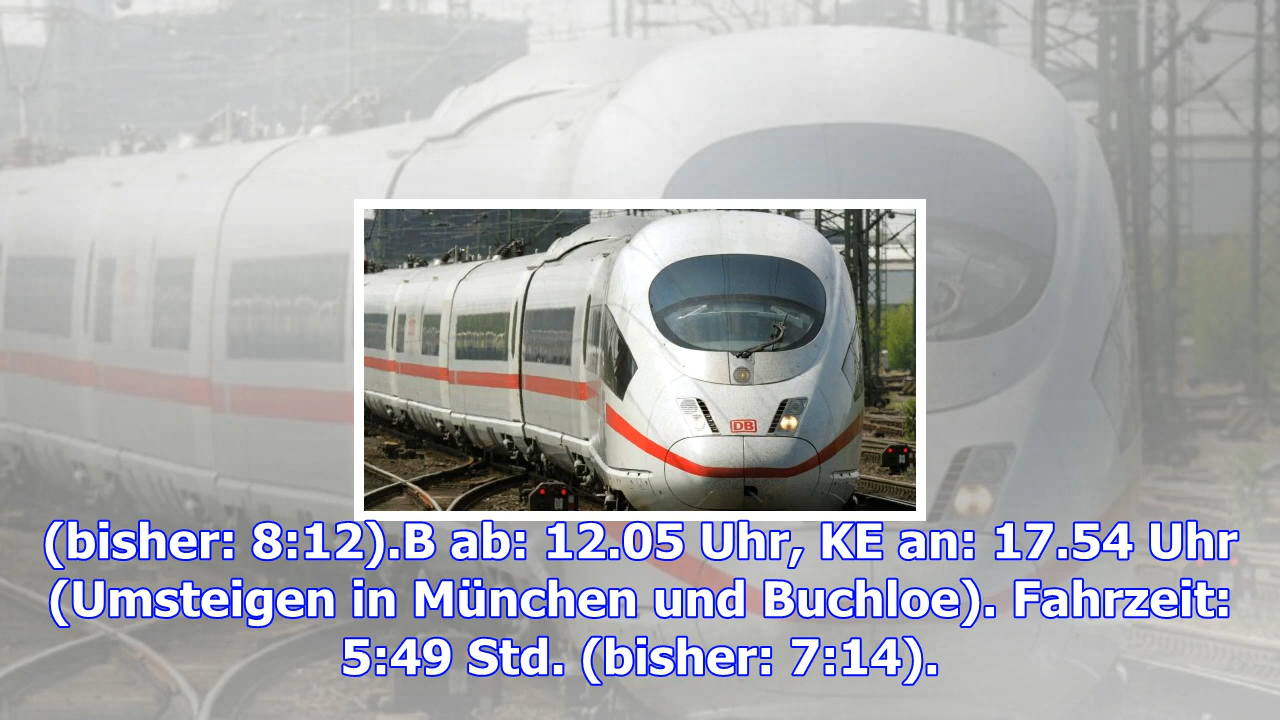 DB
(bisher: 8:12).B ab: 12.05 Uhr, KE an: 17.54 Uhr
(Umsteigen in München und Buchloe). Fahrzeit:
5:49 Std. (bisher: 7:14).